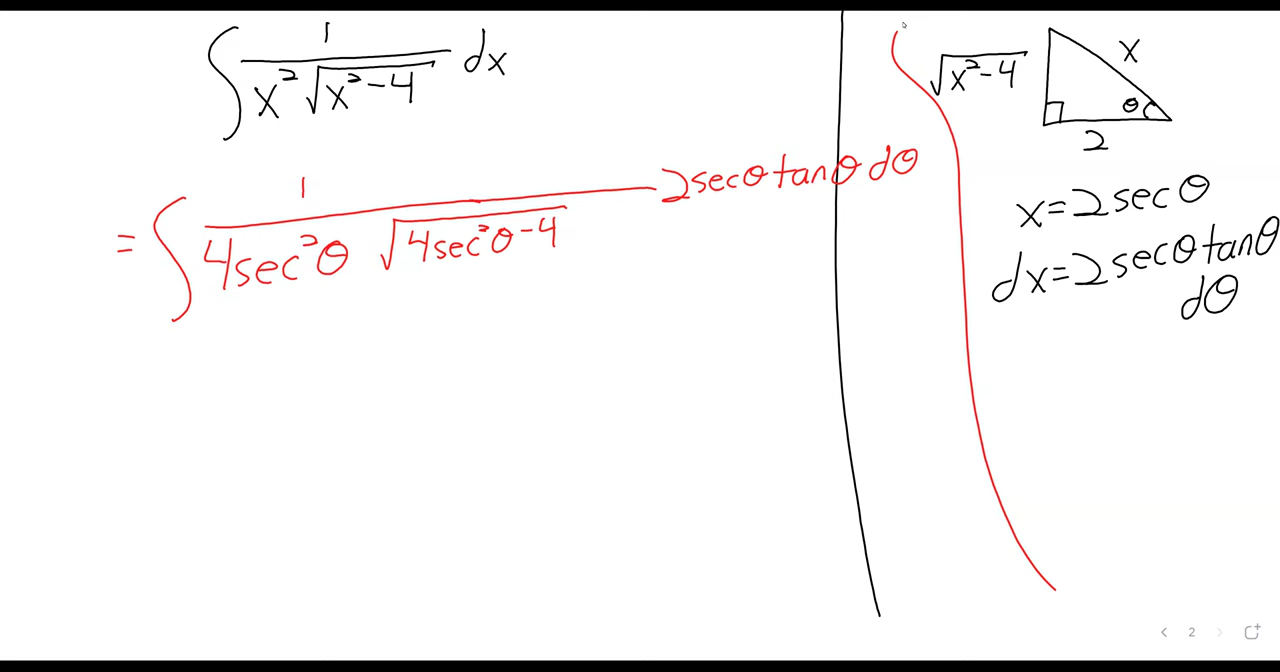 ∫ 1/(x²√(x²-4)) dx
= ∫ 1/(4sec²θ √(4sec²θ-4)) 2secθtanθ dθ
√(x²-4)
x
θ
2
x=2secθ
dx=2secθtanθ
dθ
2